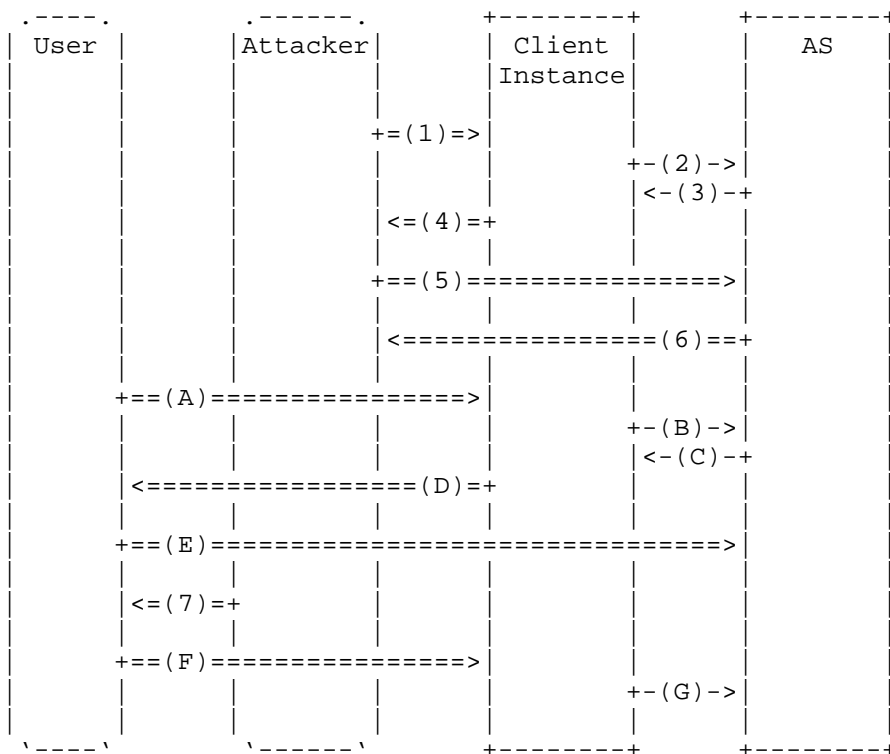 User Attacker Client AS
Instance
+=(1)=>
+-(2)->
<-(3)-+
<=(4)=+
+==(5)================>
<================(6)==+
+==(A)================>
+-(B)->
<-(C)-+
<=================(D)=+
+==(E)================================>
<=(7)=+
+==(F)================>
+-(G)->